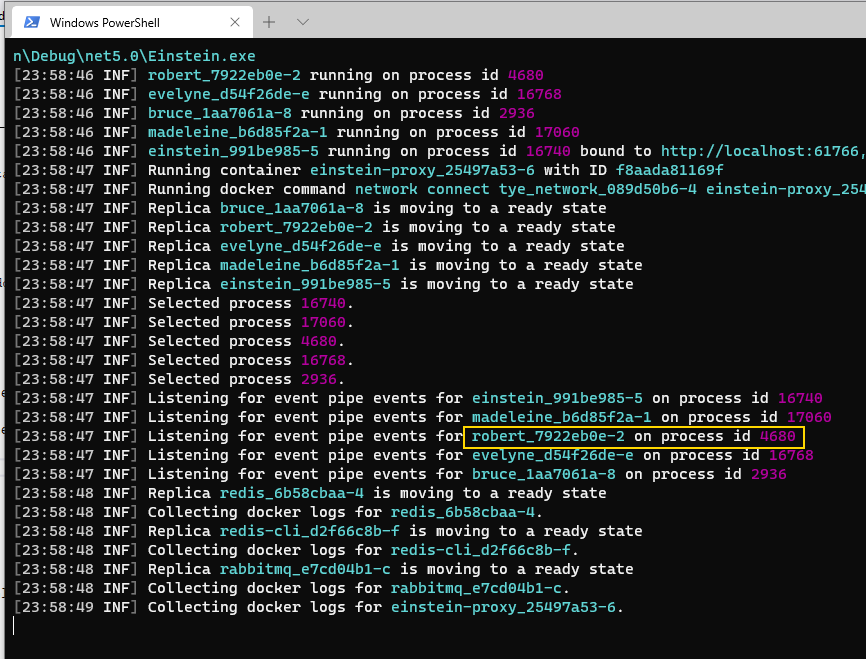 Windows PowerShell
n\Debug\net5.0\Einstein.exe
[23:58:46 INF] robert_7922eb0e-2 running on process id 4680
[23:58:46 INF] evelyne_d54f26de-e running on process id 16768
[23:58:46 INF] bruce_1aa7061a-8 running on process id 2936
[23:58:46 INF] madeleine_b6d85f2a-1 running on process id 17060
[23:58:46 INF] einstein_991be985-5 running on process id 16740 bound to http://localhost:61766,
[23:58:47 INF] Running container einstein-proxy_25497a53-6 with ID f8aada81169f
[23:58:47 INF] Running docker command network connect tye_network_089d50b6-4 einstein-proxy_254
[23:58:47 INF] Replica bruce_1aa7061a-8 is moving to a ready state
[23:58:47 INF] Replica robert_7922eb0e-2 is moving to a ready state
[23:58:47 INF] Replica evelyne_d54f26de-e is moving to a ready state
[23:58:47 INF] Replica madeleine_b6d85f2a-1 is moving to a ready state
[23:58:47 INF] Replica einstein_991be985-5 is moving to a ready state
[23:58:47 INF] Selected process 16740.
[23:58:47 INF] Selected process 17060.
[23:58:47 INF] Selected process 4680.
[23:58:47 INF] Selected process 16768.
[23:58:47 INF] Selected process 2936.
[23:58:47 INF] Listening for event pipe events for einstein_991be985-5 on process id 16740
[23:58:47 INF] Listening for event pipe events for madeleine_b6d85f2a-1 on process id 17060
[23:58:47 INF] Listening for event pipe events for robert_7922eb0e-2 on process id 4680
[23:58:47 INF] Listening for event pipe events for evelyne_d54f26de-e on process id 16768
[23:58:47 INF] Listening for event pipe events for bruce_1aa7061a-8 on process id 2936
[23:58:48 INF] Replica redis_6b58cbaa-4 is moving to a ready state
[23:58:48 INF] Collecting docker logs for redis_6b58cbaa-4.
[23:58:48 INF] Replica redis-cli_d2f66c8b-f is moving to a ready state
[23:58:48 INF] Collecting docker logs for redis-cli_d2f66c8b-f.
[23:58:48 INF] Replica rabbitmq_e7cd04b1-c is moving to a ready state
[23:58:48 INF] Collecting docker logs for rabbitmq_e7cd04b1-c.
[23:58:49 INF] Collecting docker logs for einstein-proxy_25497a53-6.